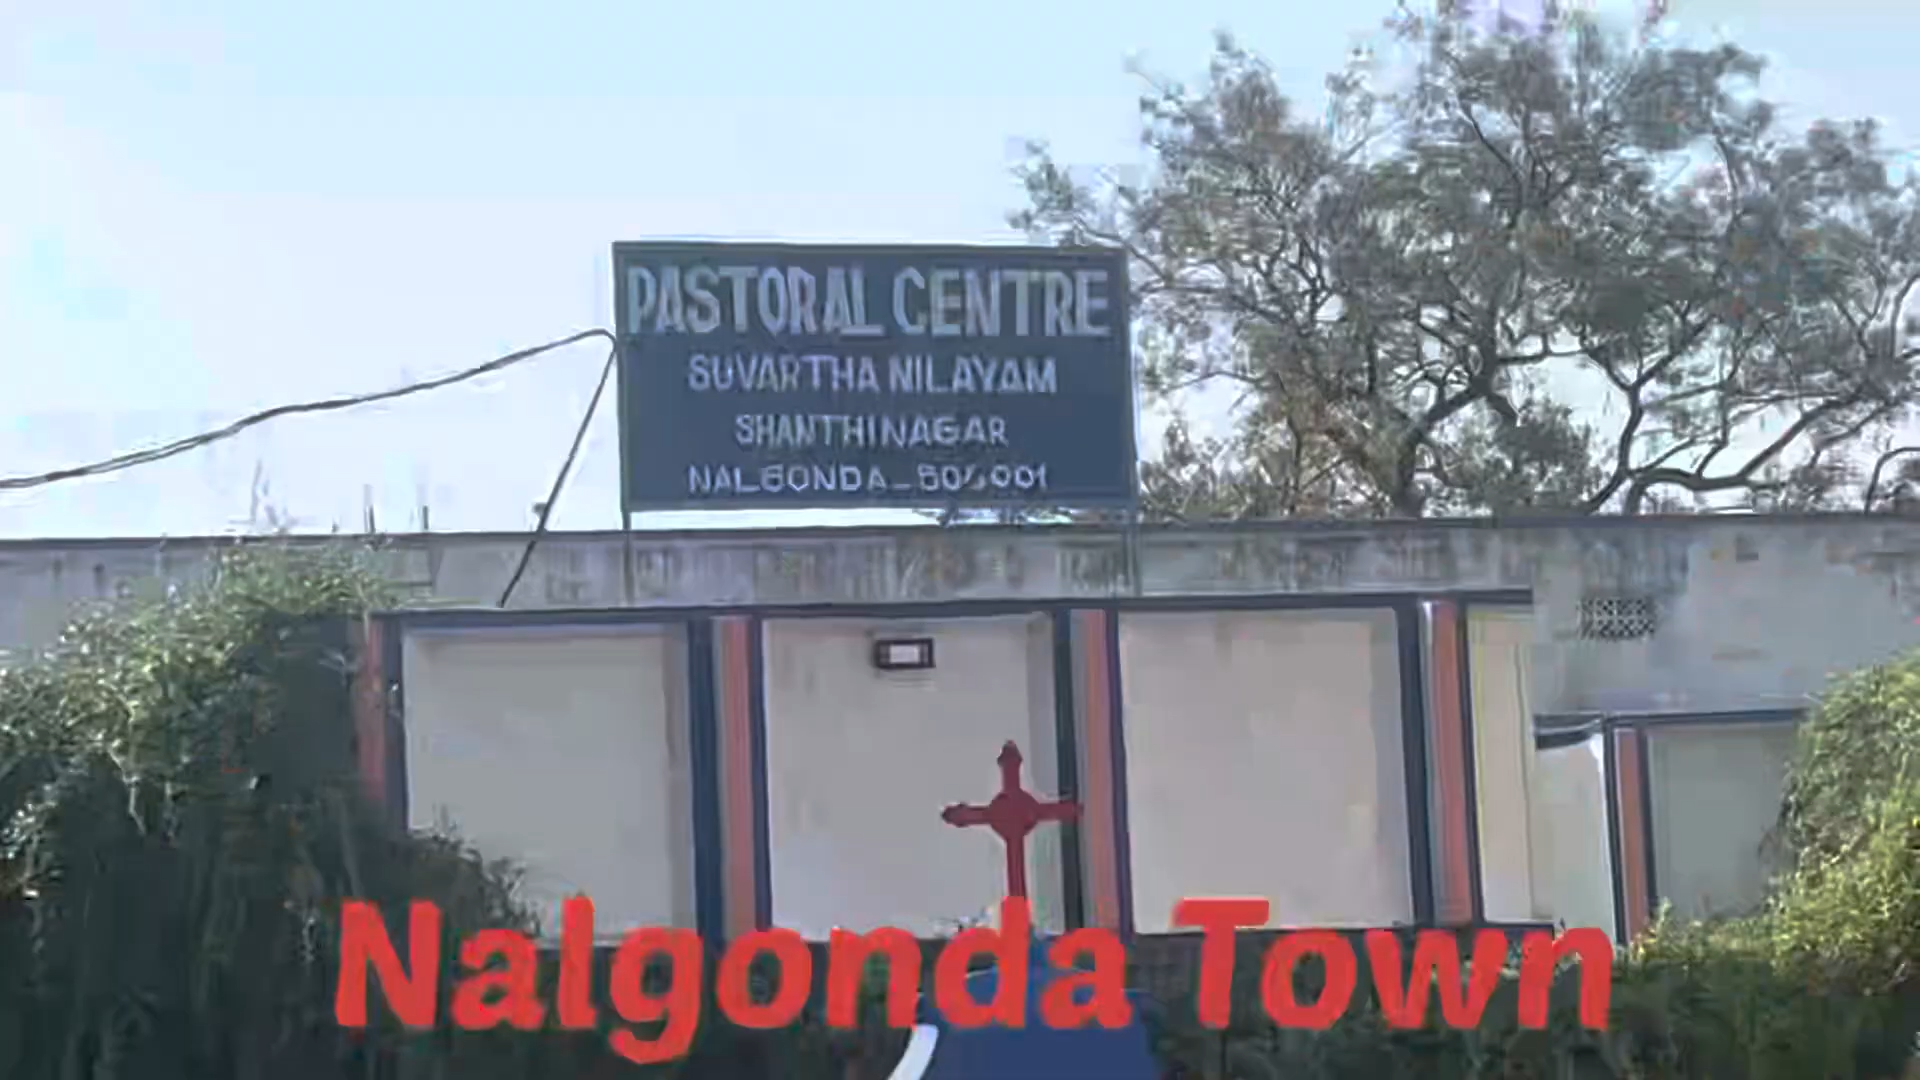 PASTORAL CENTRE
SUVARTHA NILAYAM
SHANTHINAGAR
NALGONDA
Nalgonda Town